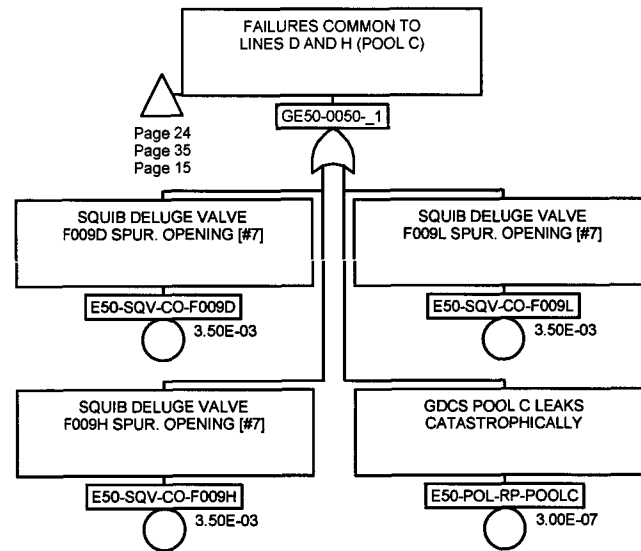 FAILURES COMMON TO
LINES D AND H (POOL C)
GE50-0050-_1
Page 24
Page 35
Page 15
SQUIB DELUGE VALVE
F009D SPUR. OPENING [#7]
E50-SQV-CO-F009D
3.50E-03
SQUIB DELUGE VALVE
F009L SPUR. OPENING [#7]
E50-SQV-CO-F009L
3.50E-03
SQUIB DELUGE VALVE
F009H SPUR. OPENING [#7]
E50-SQV-CO-F009H
3.50E-03
GDCS POOL C LEAKS
CATASTROPHICALLY
E50-POL-RP-POOLC
3.00E-07